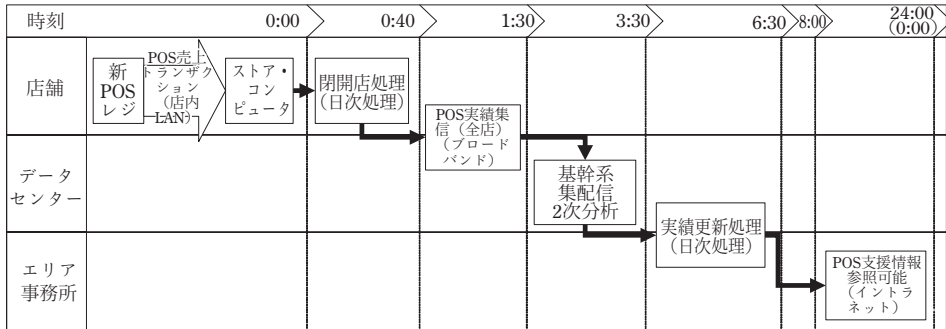 時刻
0:00
0:40
1:30
3:30
6:30
8:00
24:00
(0:00)
店舗
新
POS
レジ
POS売上
トランザク
ション
(店内
LAN)
ストア・
コン
ピュータ
閉開店処理
(日次処理)
POS実績集
信(全店)
(ブロード
バンド)
データ
センター
基幹系
集配信
2次分析
実績更新処理
(日次処理)
エリア
事務所
POS支援情報
参照可能
(イントラ
ネット)